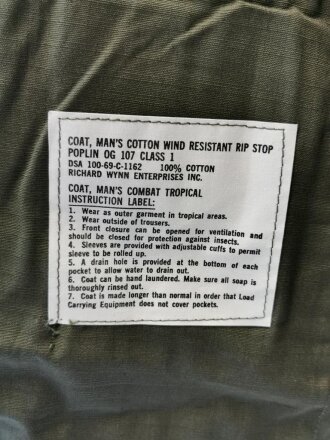 COAT, MAN'S COTTON WIND RESISTANT RIP STOP
POPLIN OG 107 CLASS 1
DSA 100-69-C-1162 100% COTTON
RICHARD WYNN ENTERPRISES INC.
COAT, MAN'S COMBAT TROPICAL
INSTRUCTION LABEL:
1. Wear as outer garment in tropical areas.
2. Wear outside of trousers.
3. Front closure can be opened for ventilation and
should be closed for protection against insects.
4. Sleeves are provided with adjustable cuffs to permit
sleeve to be rolled up.
5. A drain hole is provided at the bottom of each
pocket to allow water to drain out.
6. Coat can be hand laundered. Make sure all soap is
thoroughly rinsed out.
7. Coat is made longer than normal in order that Load
Carrying Equipment does not cover pockets.